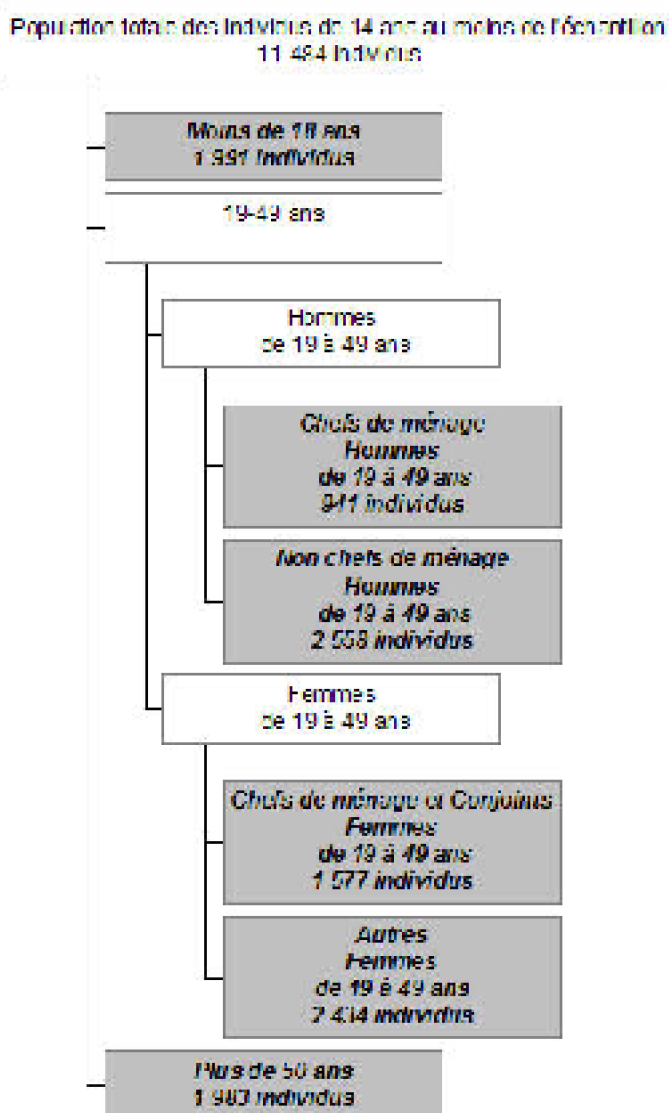 Population totale des individus de 14 ans au moins de l'échantillon
11 484 individus
Moins de 18 ans
1 991 individus
19-49 ans
Hommes
de 19 à 49 ans
Chefs de ménage
Hommes
de 19 à 49 ans
941 individus
Non chefs de ménage
Hommes
de 19 à 49 ans
2 558 individus
Femmes
de 19 à 49 ans
Chefs de ménage et Conjoints
Femmes
de 19 à 49 ans
1 577 individus
Autres
Femmes
de 19 à 49 ans
2 434 individus
Plus de 50 ans
1 983 individus